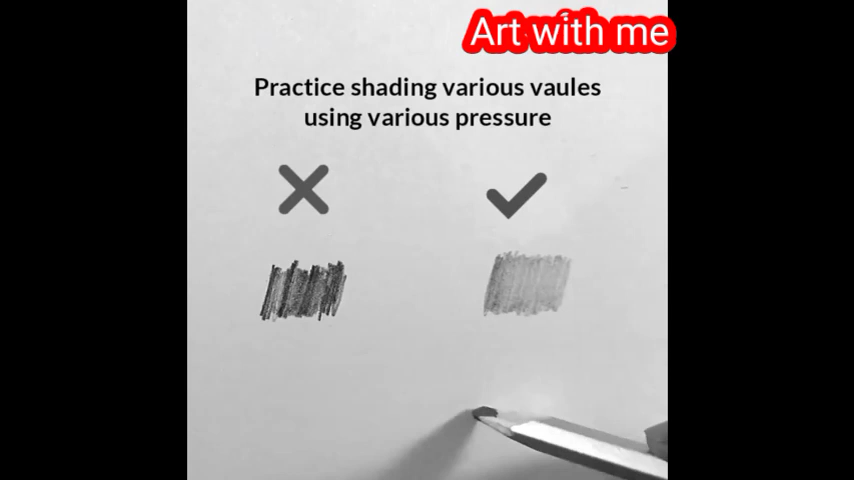 Art with me
Practice shading various vaules
using various pressure